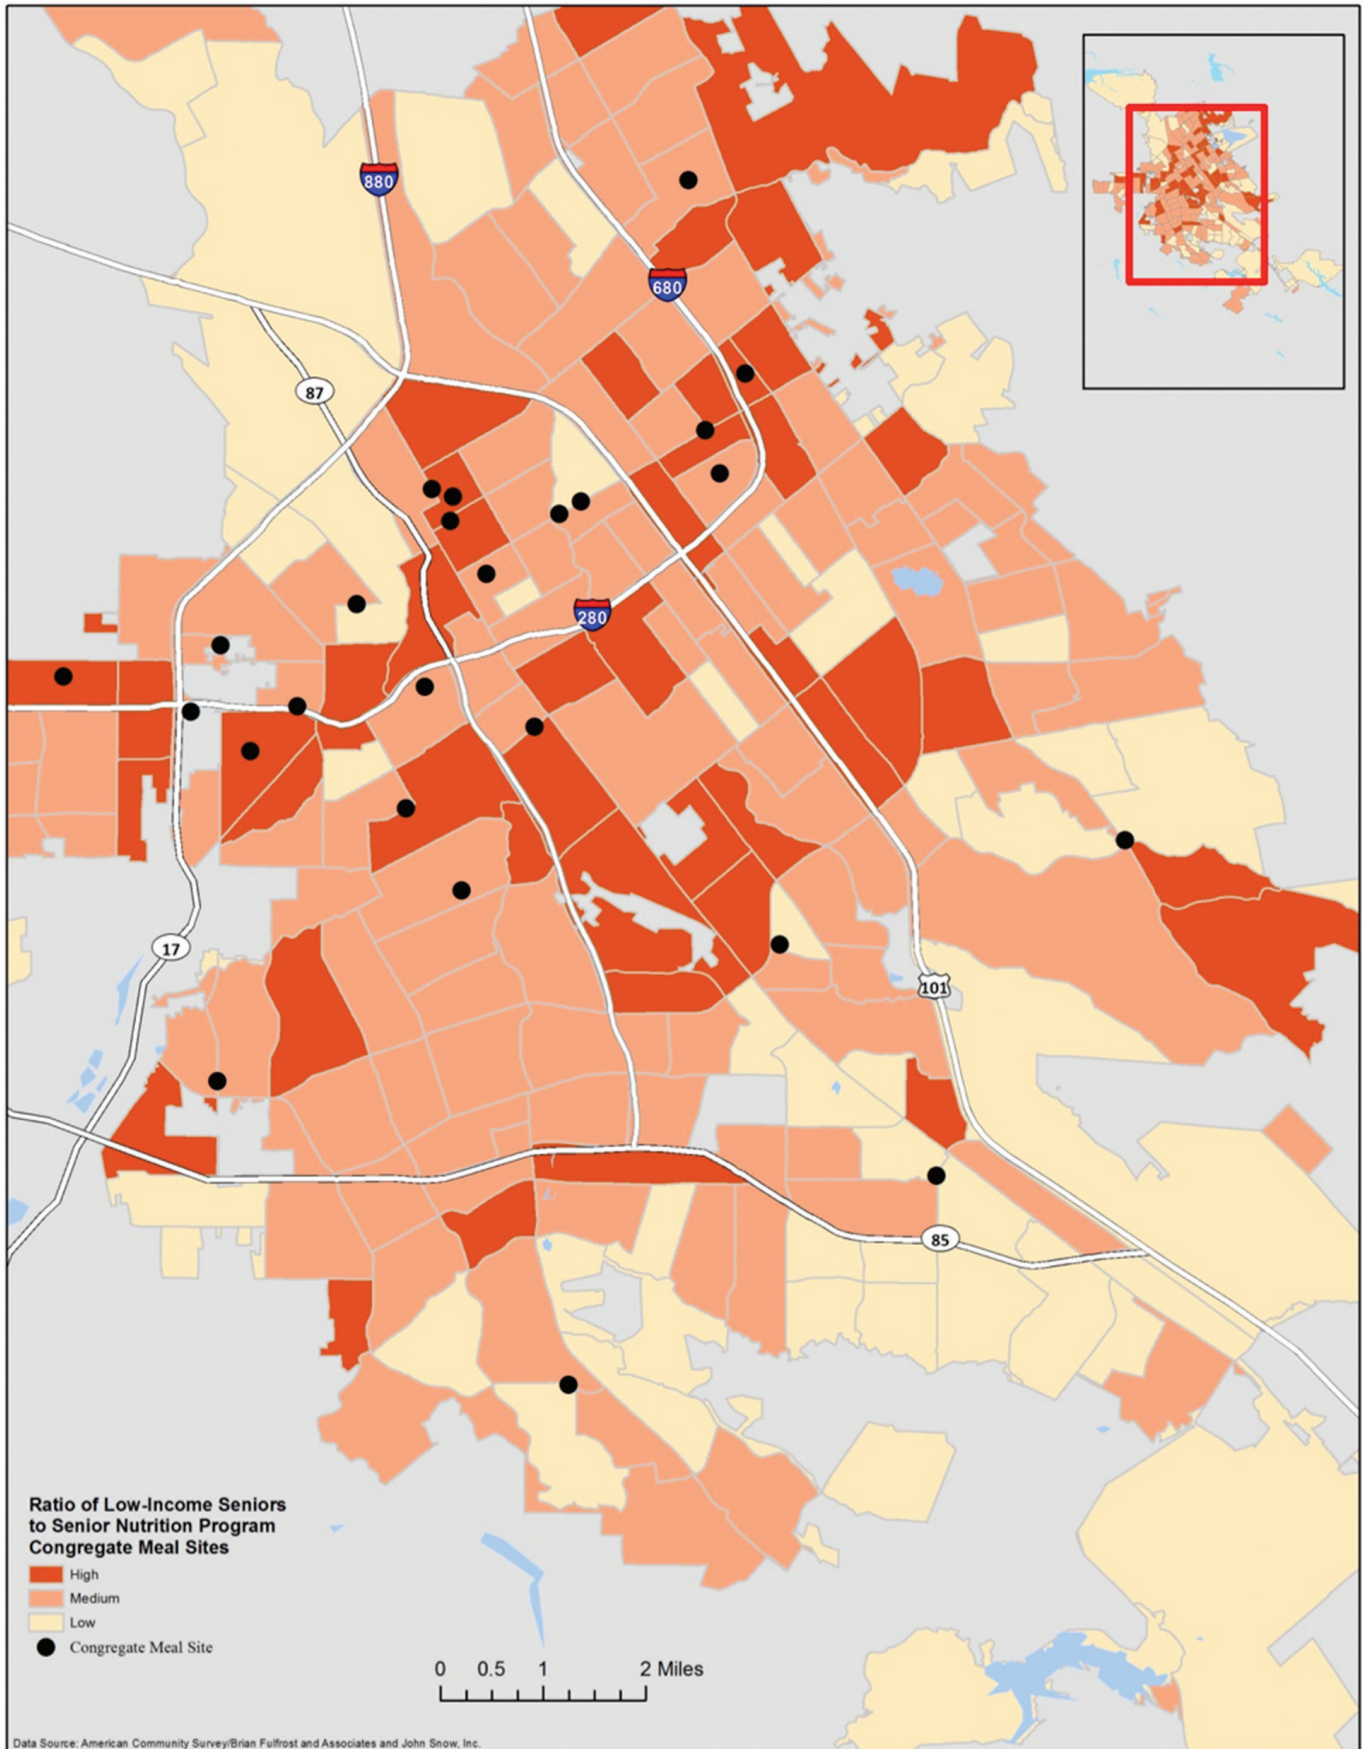 880
680
87
280
17
101
85
Ratio of Low-Income Seniors
to Senior Nutrition Program
Congregate Meal Sites
High
Medium
Low
Congregate Meal Site
0 0.5 1 2 Miles
Data Source: American Community Survey/Brian Fulfrost and Associates and John Snow, Inc.